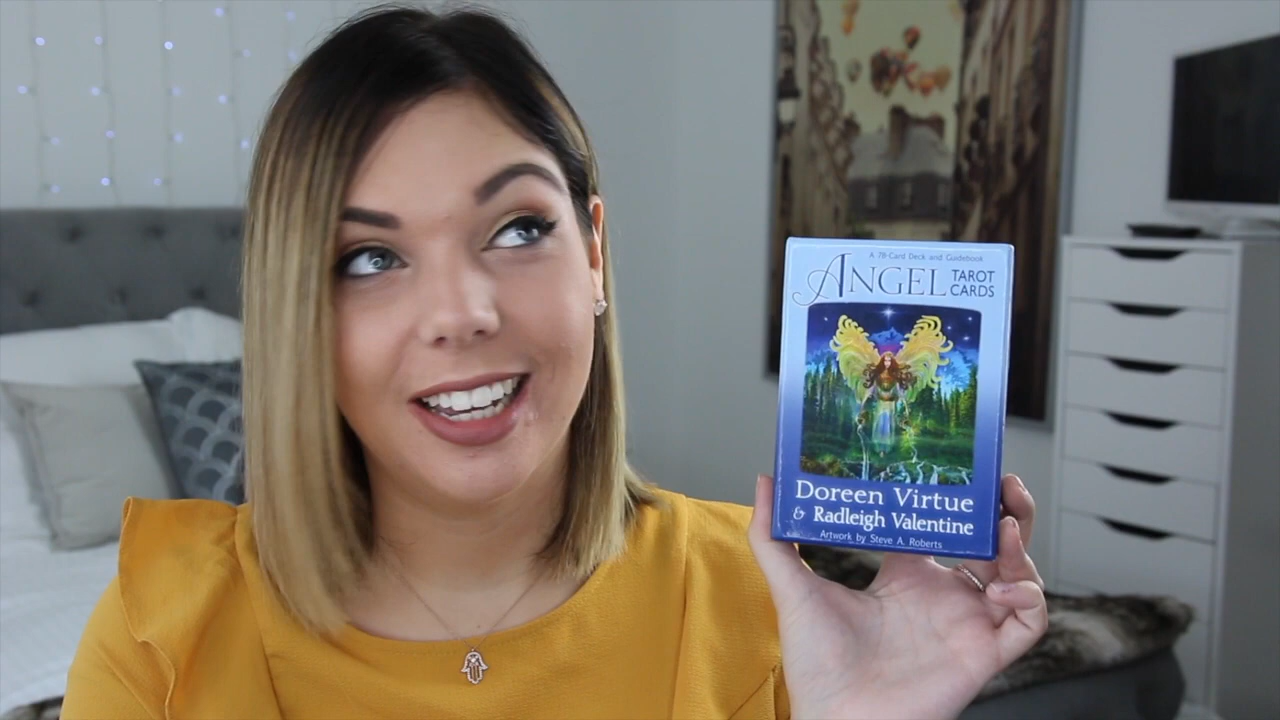 A 78-Card Deck and Guidebook
ANGEL TAROT CARDS
Doreen Virtue
& Radleigh Valentine
Artwork by Steve A. Roberts